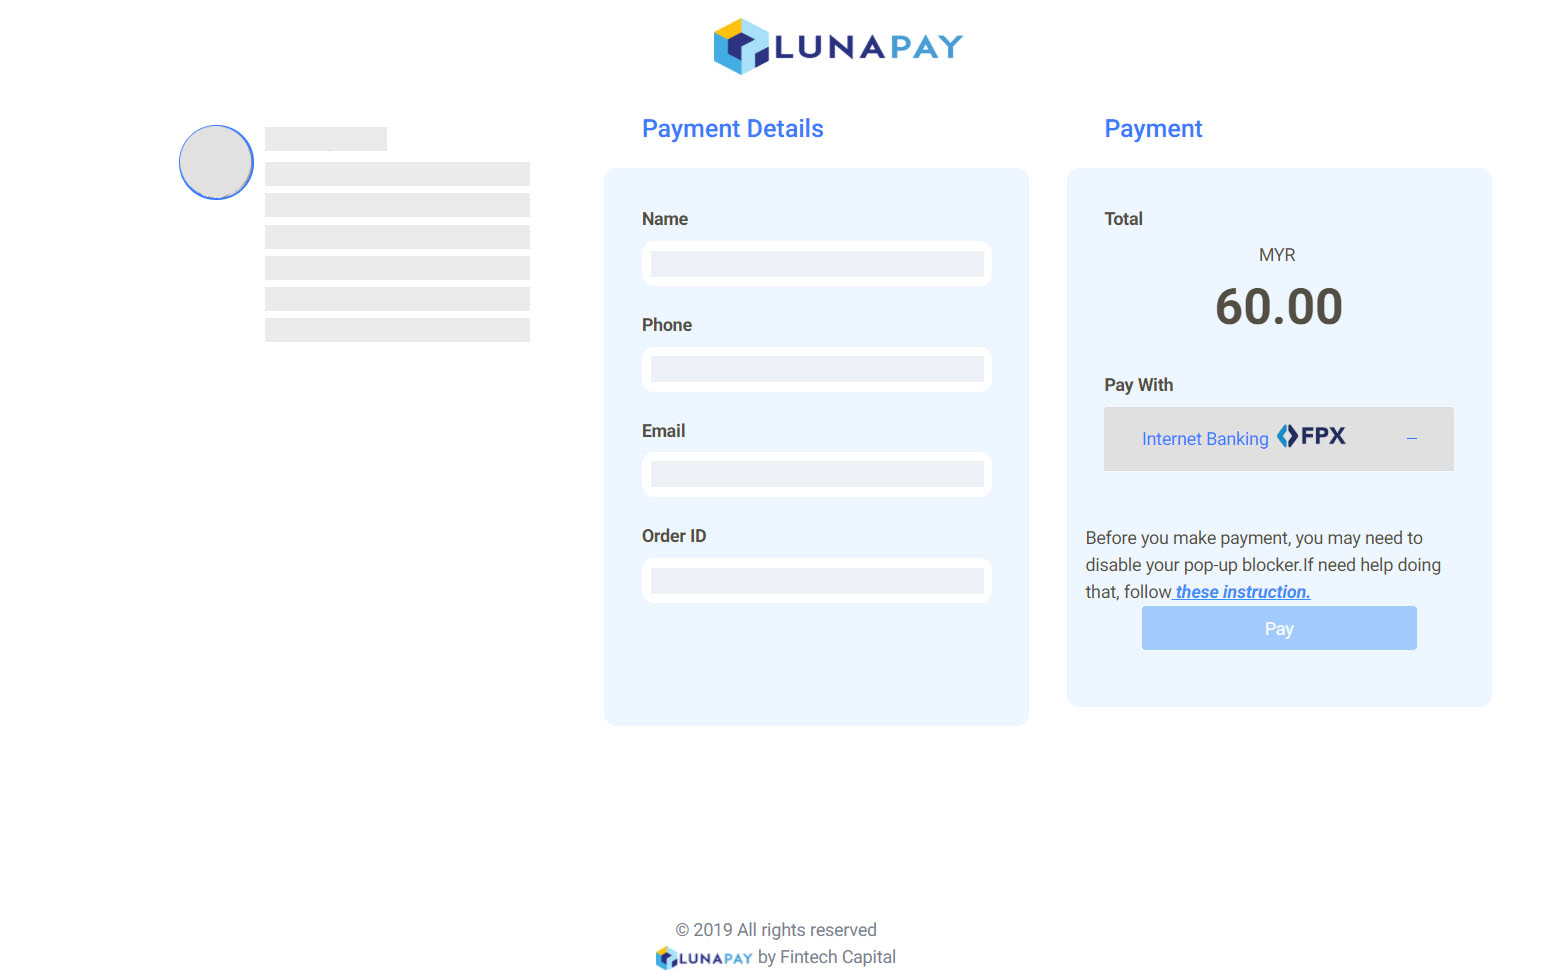 LUNAPAY
Payment Details
Name
Phone
Email
Order ID
Payment
Total
MYR
60.00
Pay With
Internet Banking FPX
Before you make payment, you may need to
disable your pop-up blocker.If need help doing
that, follow these instruction.
Pay
© 2019 All rights reserved
LUNAPAY by Fintech Capital